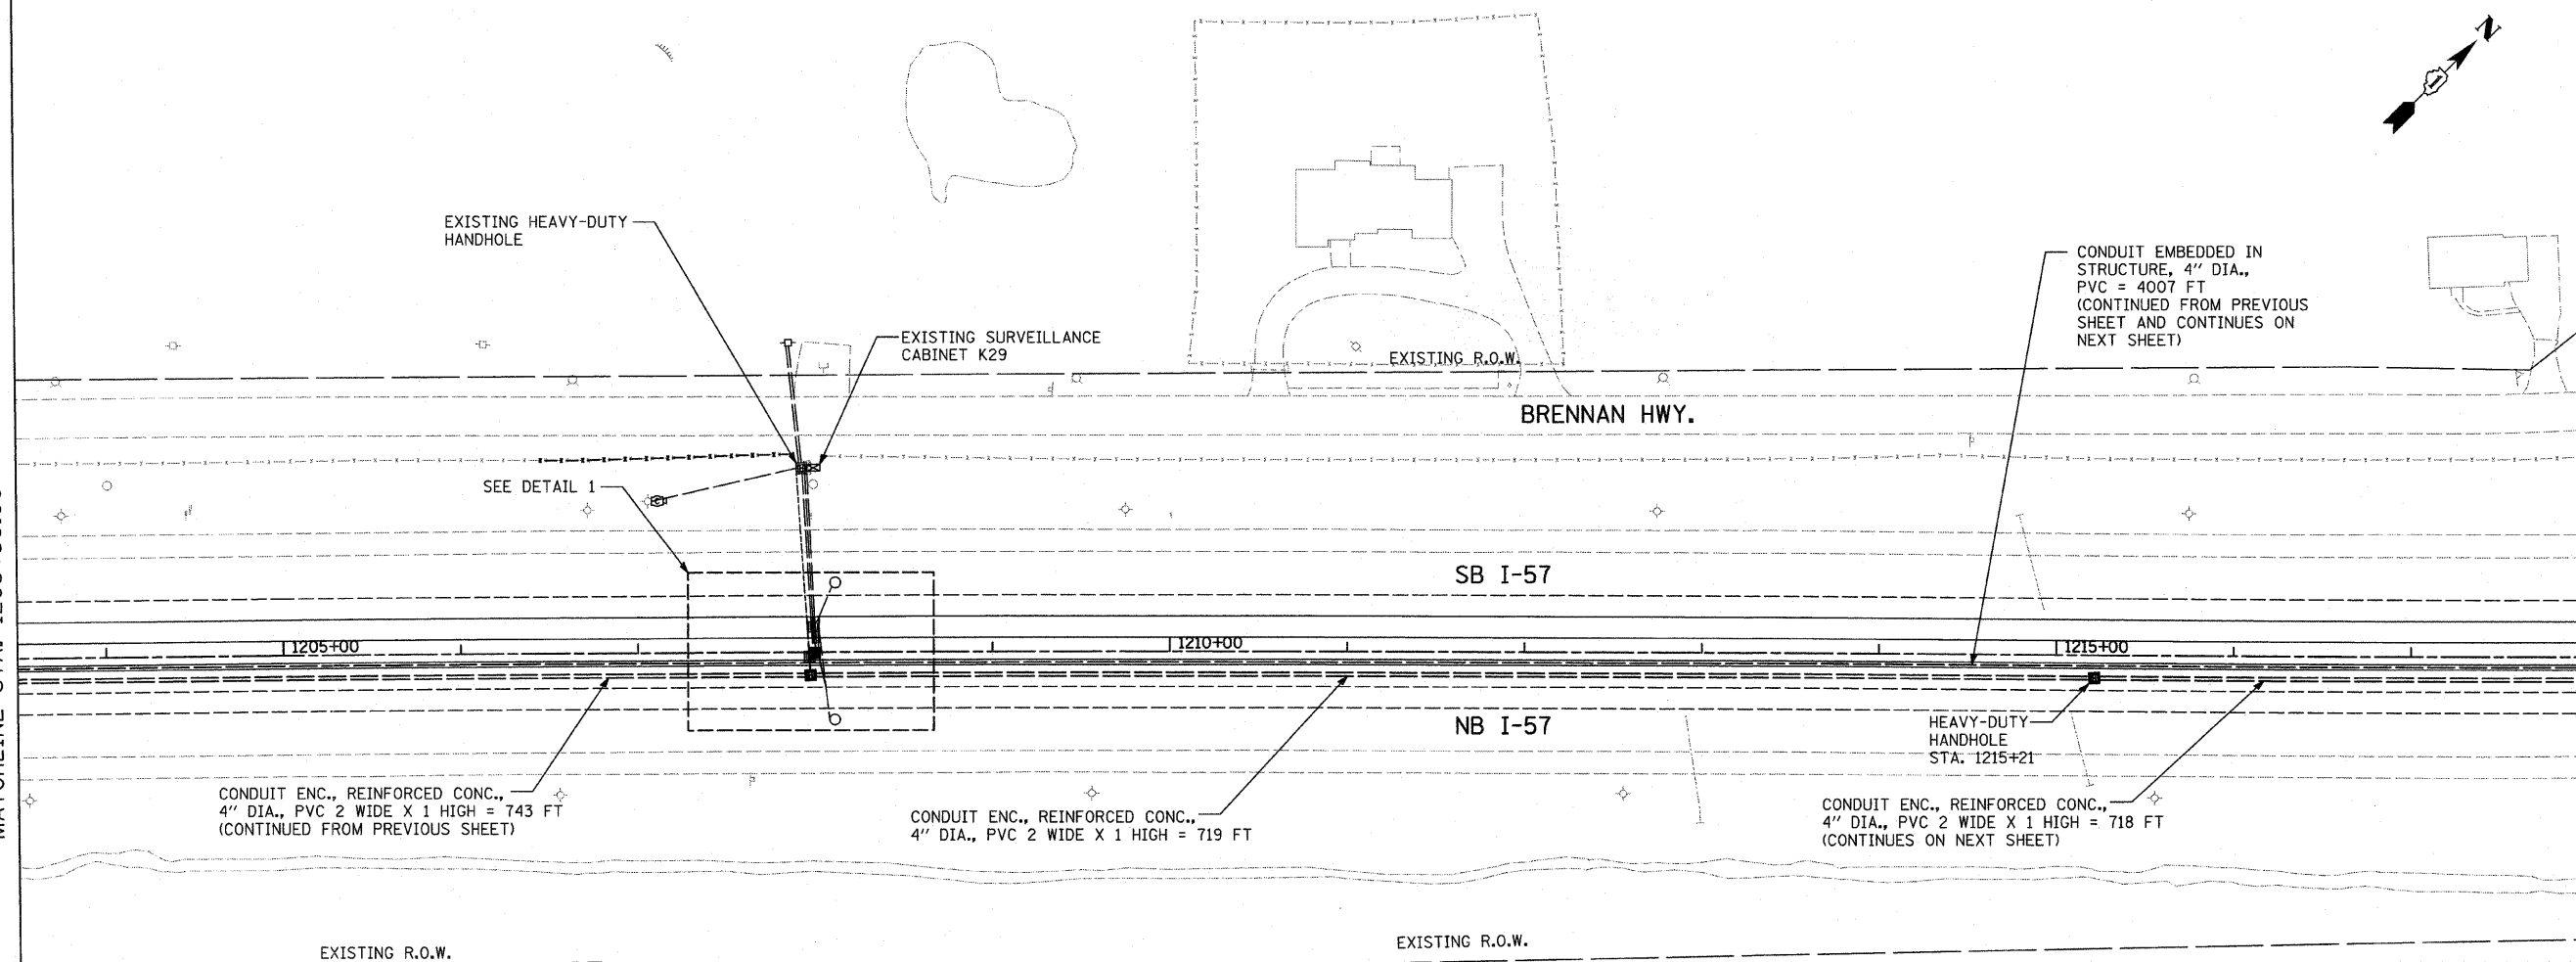 N
EXISTING HEAVY-DUTY
HANDHOLE
CONDUIT EMBEDDED IN
STRUCTURE, 4" DIA.,
PVC = 4007 FT
(CONTINUED FROM PREVIOUS
SHEET AND CONTINUES ON
NEXT SHEET)
EXISTING SURVEILLANCE
CABINET K29
EXISTING R.O.W.
BRENNAN HWY.
SEE DETAIL 1
SB I-57
1205+00
1210+00
1215+00
NB I-57
HEAVY-DUTY
HANDHOLE
STA. 1215+21
CONDUIT ENC., REINFORCED CONC.,
4" DIA., PVC 2 WIDE X 1 HIGH = 743 FT
(CONTINUED FROM PREVIOUS SHEET)
CONDUIT ENC., REINFORCED CONC.,
4" DIA., PVC 2 WIDE X 1 HIGH = 719 FT
CONDUIT ENC., REINFORCED CONC.,
4" DIA., PVC 2 WIDE X 1 HIGH = 718 FT
(CONTINUES ON NEXT SHEET)
EXISTING R.O.W.
EXISTING R.O.W.